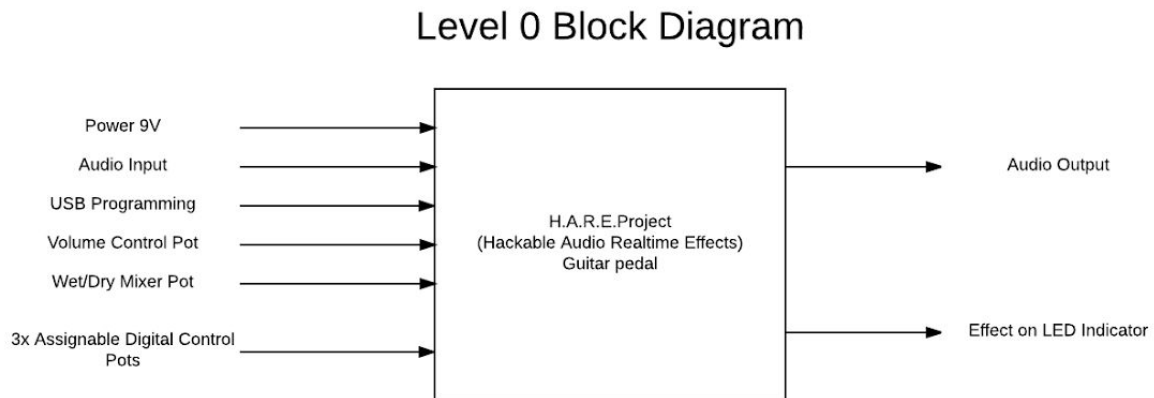 Level 0 Block Diagram
Power 9V
Audio Input
USB Programming
Volume Control Pot
Wet/Dry Mixer Pot
3x Assignable Digital Control
Pots
H.A.R.E.Project
(Hackable Audio Realtime Effects)
Guitar pedal
Audio Output
Effect on LED Indicator